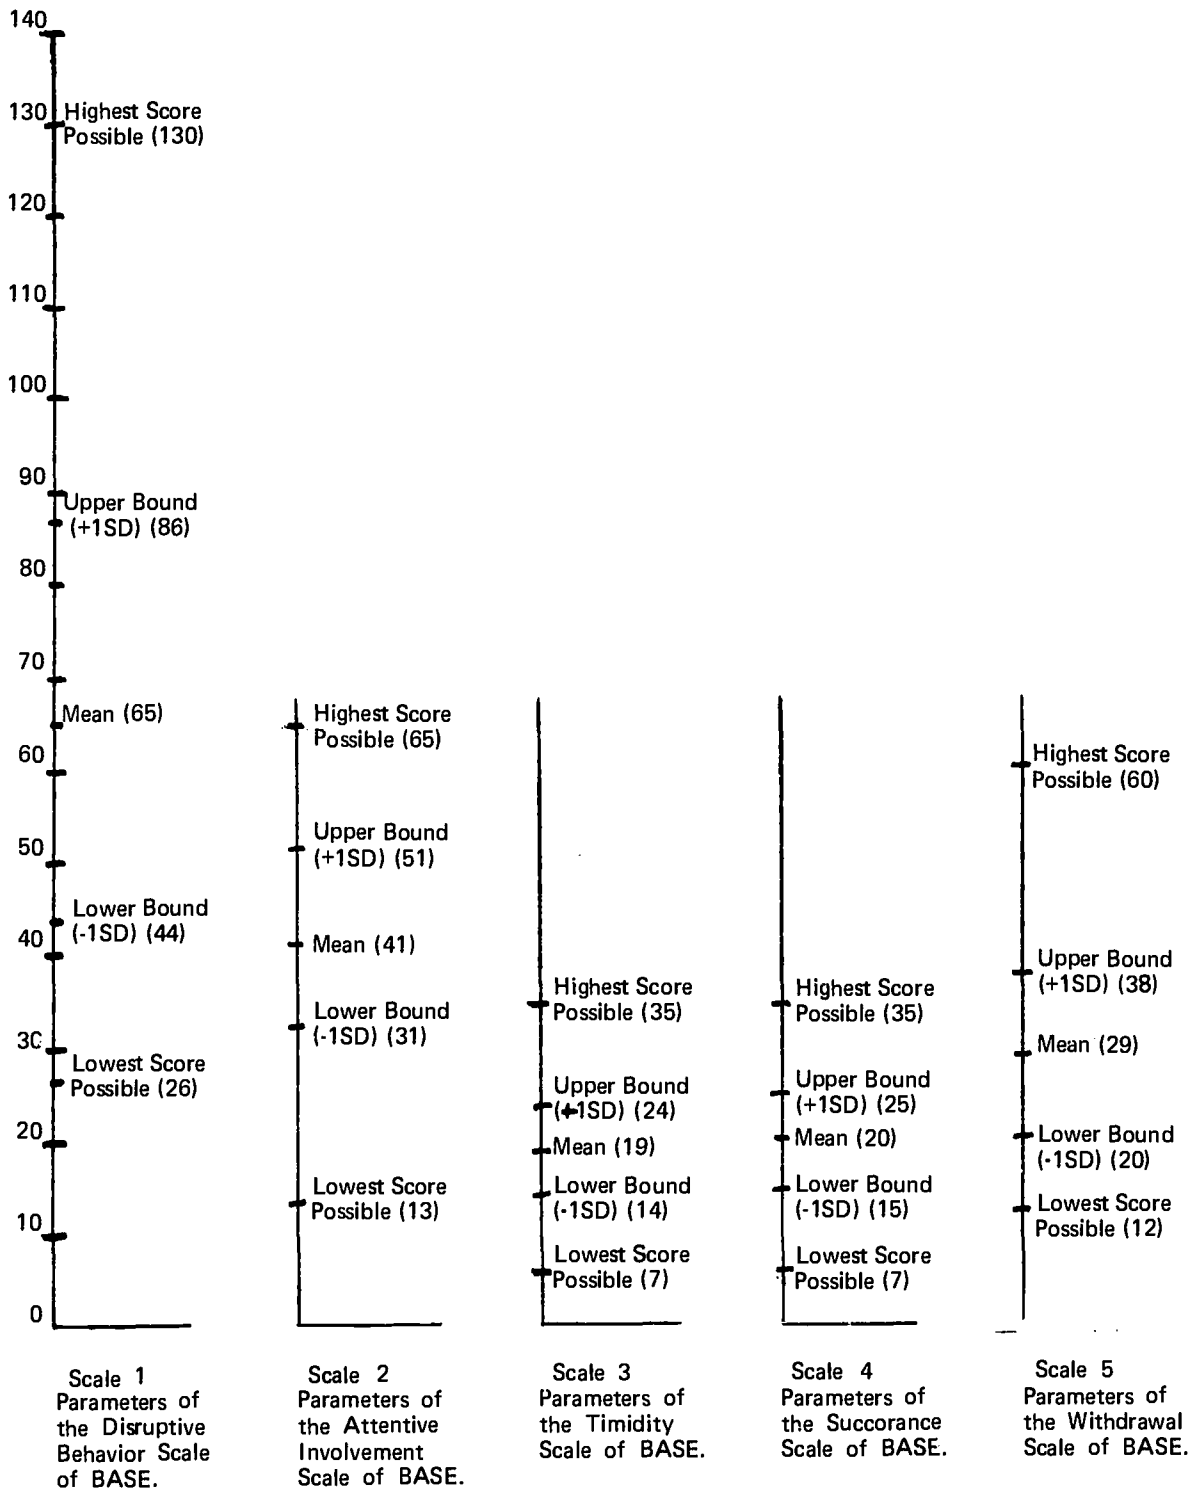 140
130
120
110
100
90
80
70
60
50
40
30
20
10
0
Highest Score
Possible (130)
Upper Bound
(+1SD) (86)
Mean (65)
Lower Bound
(-1SD) (44)
Lowest Score
Possible (26)
Scale 1
Parameters of
the Disruptive
Behavior Scale
of BASE.
Highest Score
Possible (65)
Upper Bound
(+1SD) (51)
Mean (41)
Lower Bound
(-1SD) (31)
Lowest Score
Possible (13)
Scale 2
Parameters of
the Attentive
Involvement
Scale of BASE.
Highest Score
Possible (35)
Upper Bound
(+1SD) (24)
Mean (19)
Lower Bound
(-1SD) (14)
Lowest Score
Possible (7)
Scale 3
Parameters of
the Timidity
Scale of BASE.
Highest Score
Possible (35)
Upper Bound
(+1SD) (25)
Mean (20)
Lower Bound
(-1SD) (15)
Lowest Score
Possible (7)
Scale 4
Parameters of
the Succorance
Scale of BASE.
Highest Score
Possible (60)
Upper Bound
(+1SD) (38)
Mean (29)
Lower Bound
(-1SD) (20)
Lowest Score
Possible (12)
Scale 5
Parameters of
the Withdrawal
Scale of BASE.